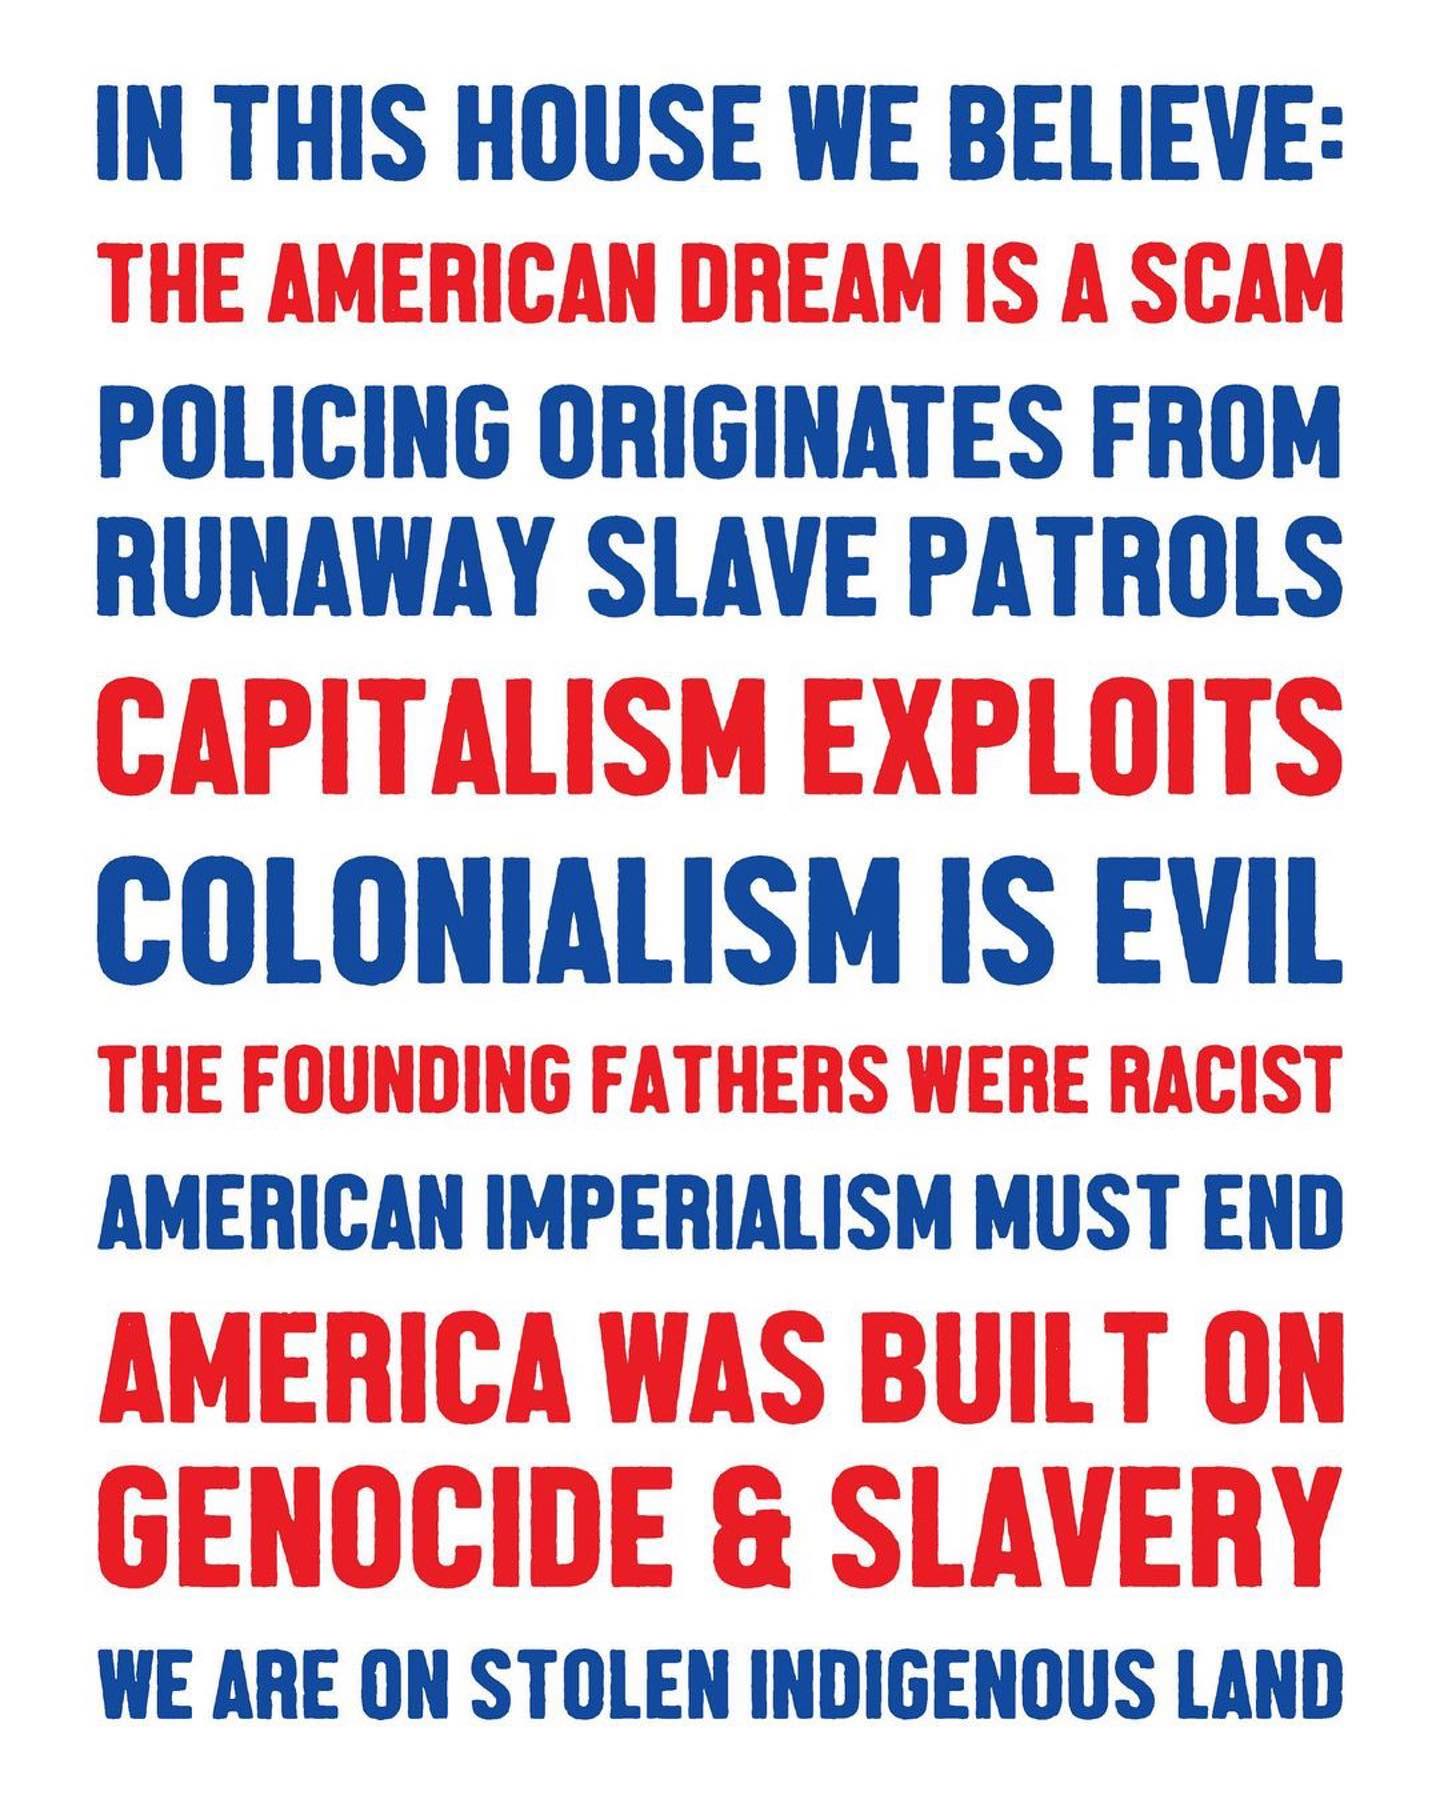 IN THIS HOUSE WE BELIEVE:
THE AMERICAN DREAM IS A SCAM
POLICING ORIGINATES FROM
RUNAWAY SLAVE PATROLS
CAPITALISM EXPLOITS
COLONIALISM IS EVIL
THE FOUNDING FATHERS WERE RACIST
AMERICAN IMPERIALISM MUST END
AMERICA WAS BUILT ON
GENOCIDE & SLAVERY
WE ARE ON STOLEN INDIGENOUS LAND